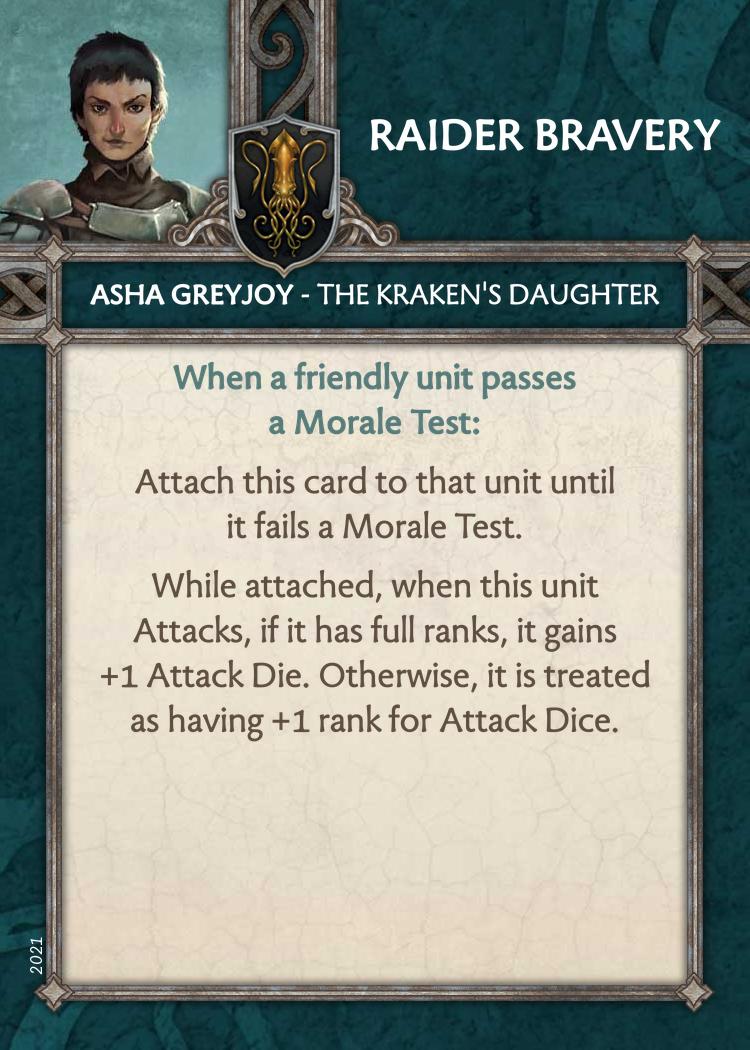 RAIDER BRAVERY
ASHA GREYJOY - THE KRAKEN'S DAUGHTER
When a friendly unit passes
a Morale Test:
Attach this card to that unit until
it fails a Morale Test.
While attached, when this unit
Attacks, if it has full ranks, it gains
+1 Attack Die. Otherwise, it is treated
as having +1 rank for Attack Dice.
2021